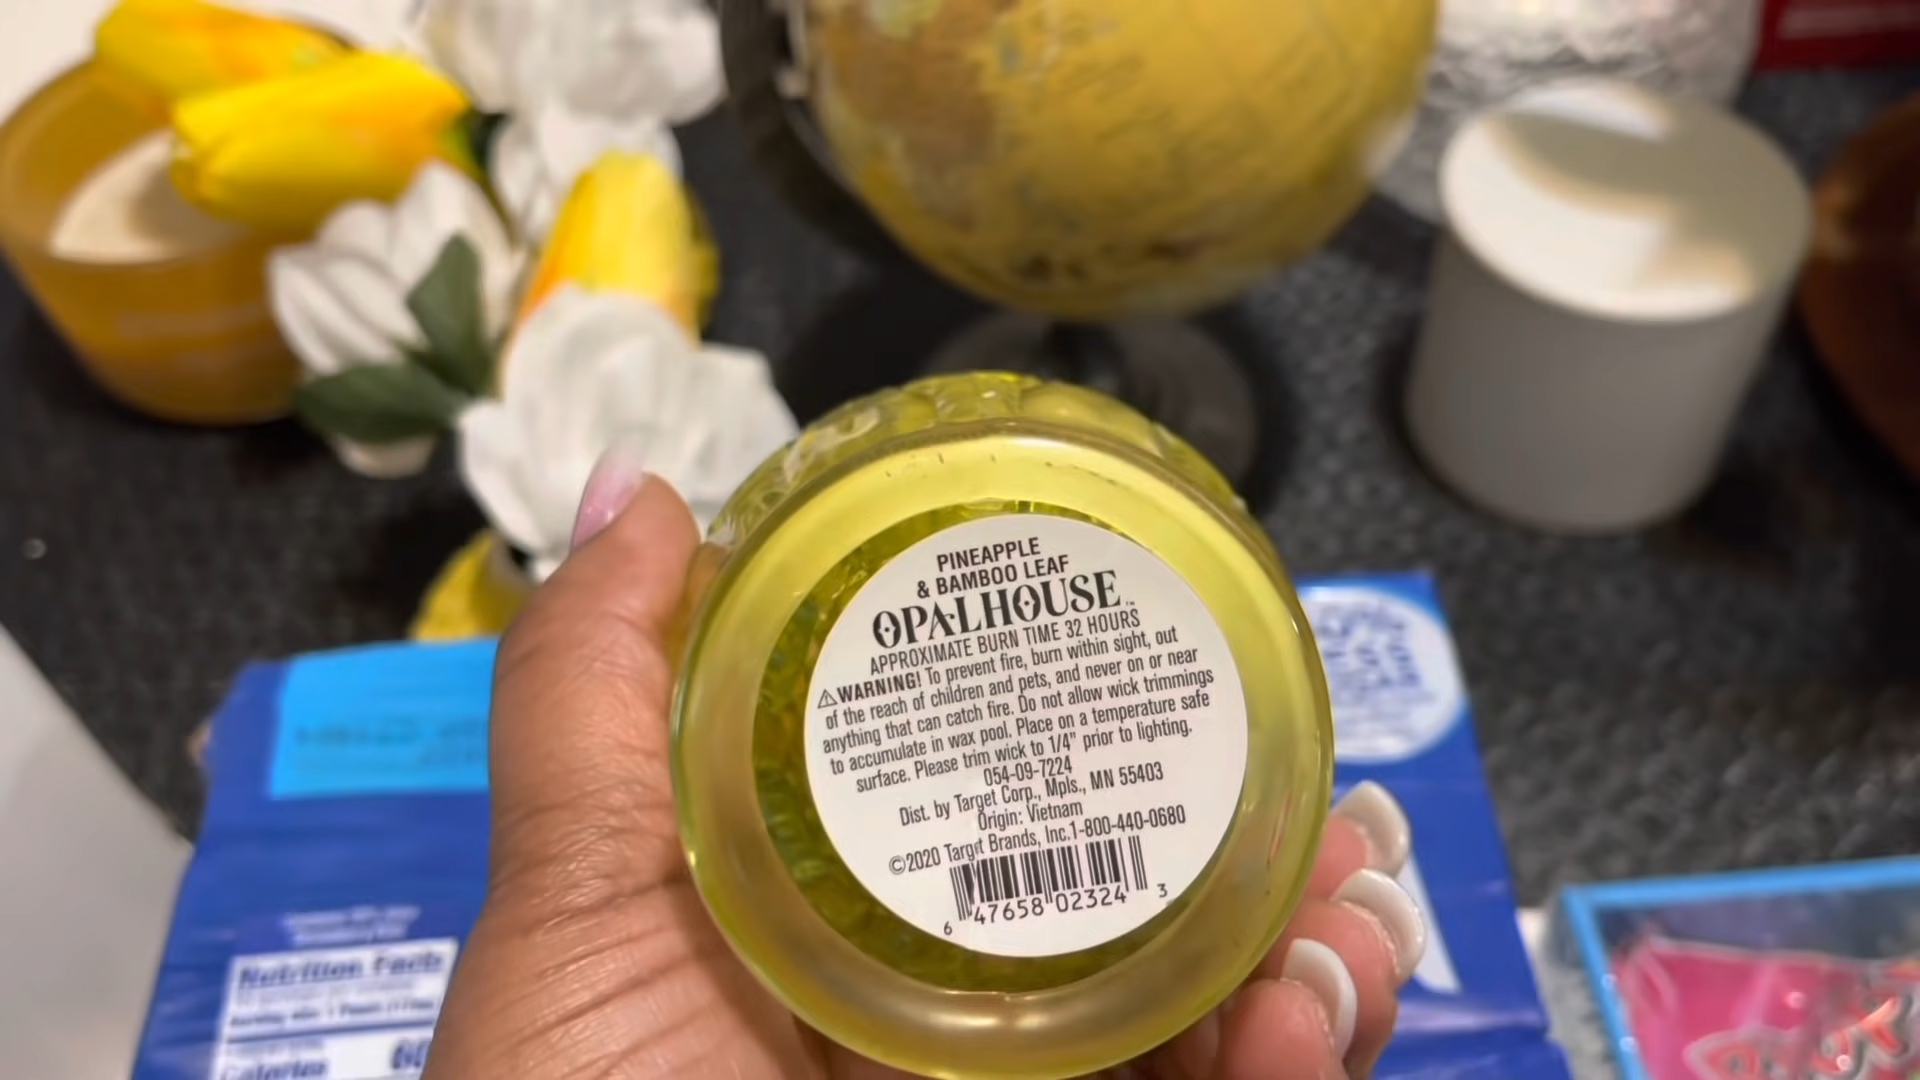 PINEAPPLE
& BAMBOO LEAF
OPALHOUSE™
APPROXIMATE BURN TIME 32 HOURS
⚠WARNING! To prevent fire, burn within sight, out
of the reach of children and pets, and never on or near
anything that can catch fire. Do not allow wick trimmings
to accumulate in wax pool. Place on a temperature safe
surface. Please trim wick to 1/4" prior to lighting.
054-09-7224
Dist. by Target Corp., Mpls., MN 55403
Origin: Vietnam
©2020 Target Brands, Inc.1-800-440-0680
6 47658 02324 3
Nutrition Facts
Calories 60